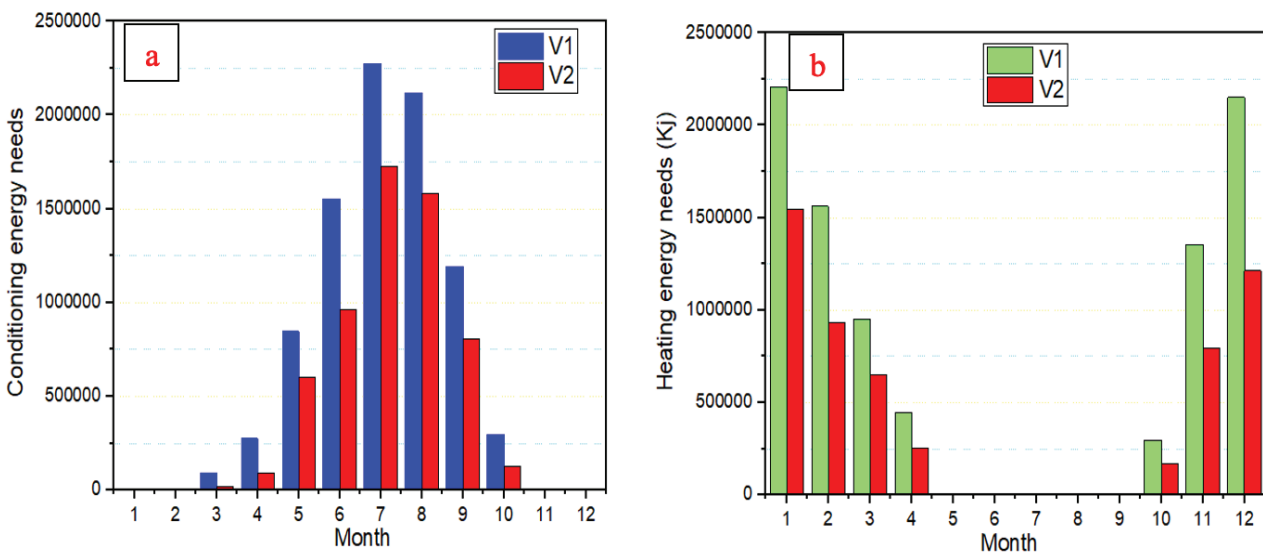 a
V1
V2
Conditioning energy needs
2500000
2000000
1500000
1000000
500000
0
1 2 3 4 5 6 7 8 9 10 11 12
Month
b
V1
V2
Heating energy needs (Kj)
2500000
2000000
1500000
1000000
500000
0
1 2 3 4 5 6 7 8 9 10 11 12
Month